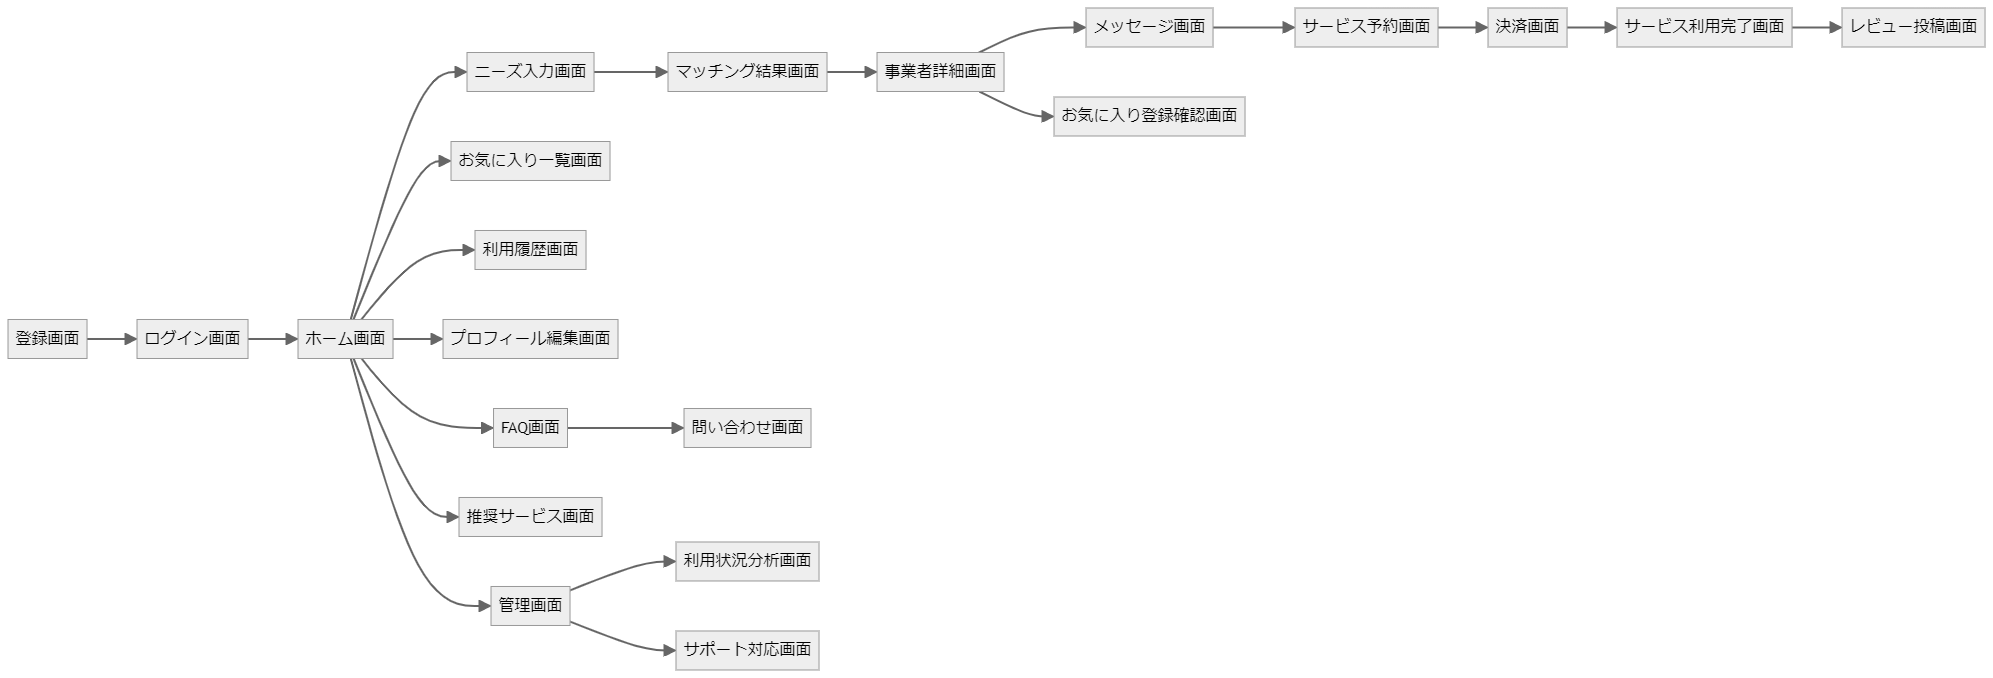 登録画面
ログイン画面
ホーム画面
ニーズ入力画面
マッチング結果画面
事業者詳細画面
メッセージ画面
サービス予約画面
決済画面
サービス利用完了画面
レビュー投稿画面
お気に入り登録確認画面
お気に入り一覧画面
利用履歴画面
プロフィール編集画面
FAQ画面
問い合わせ画面
推奨サービス画面
管理画面
利用状況分析画面
サポート対応画面